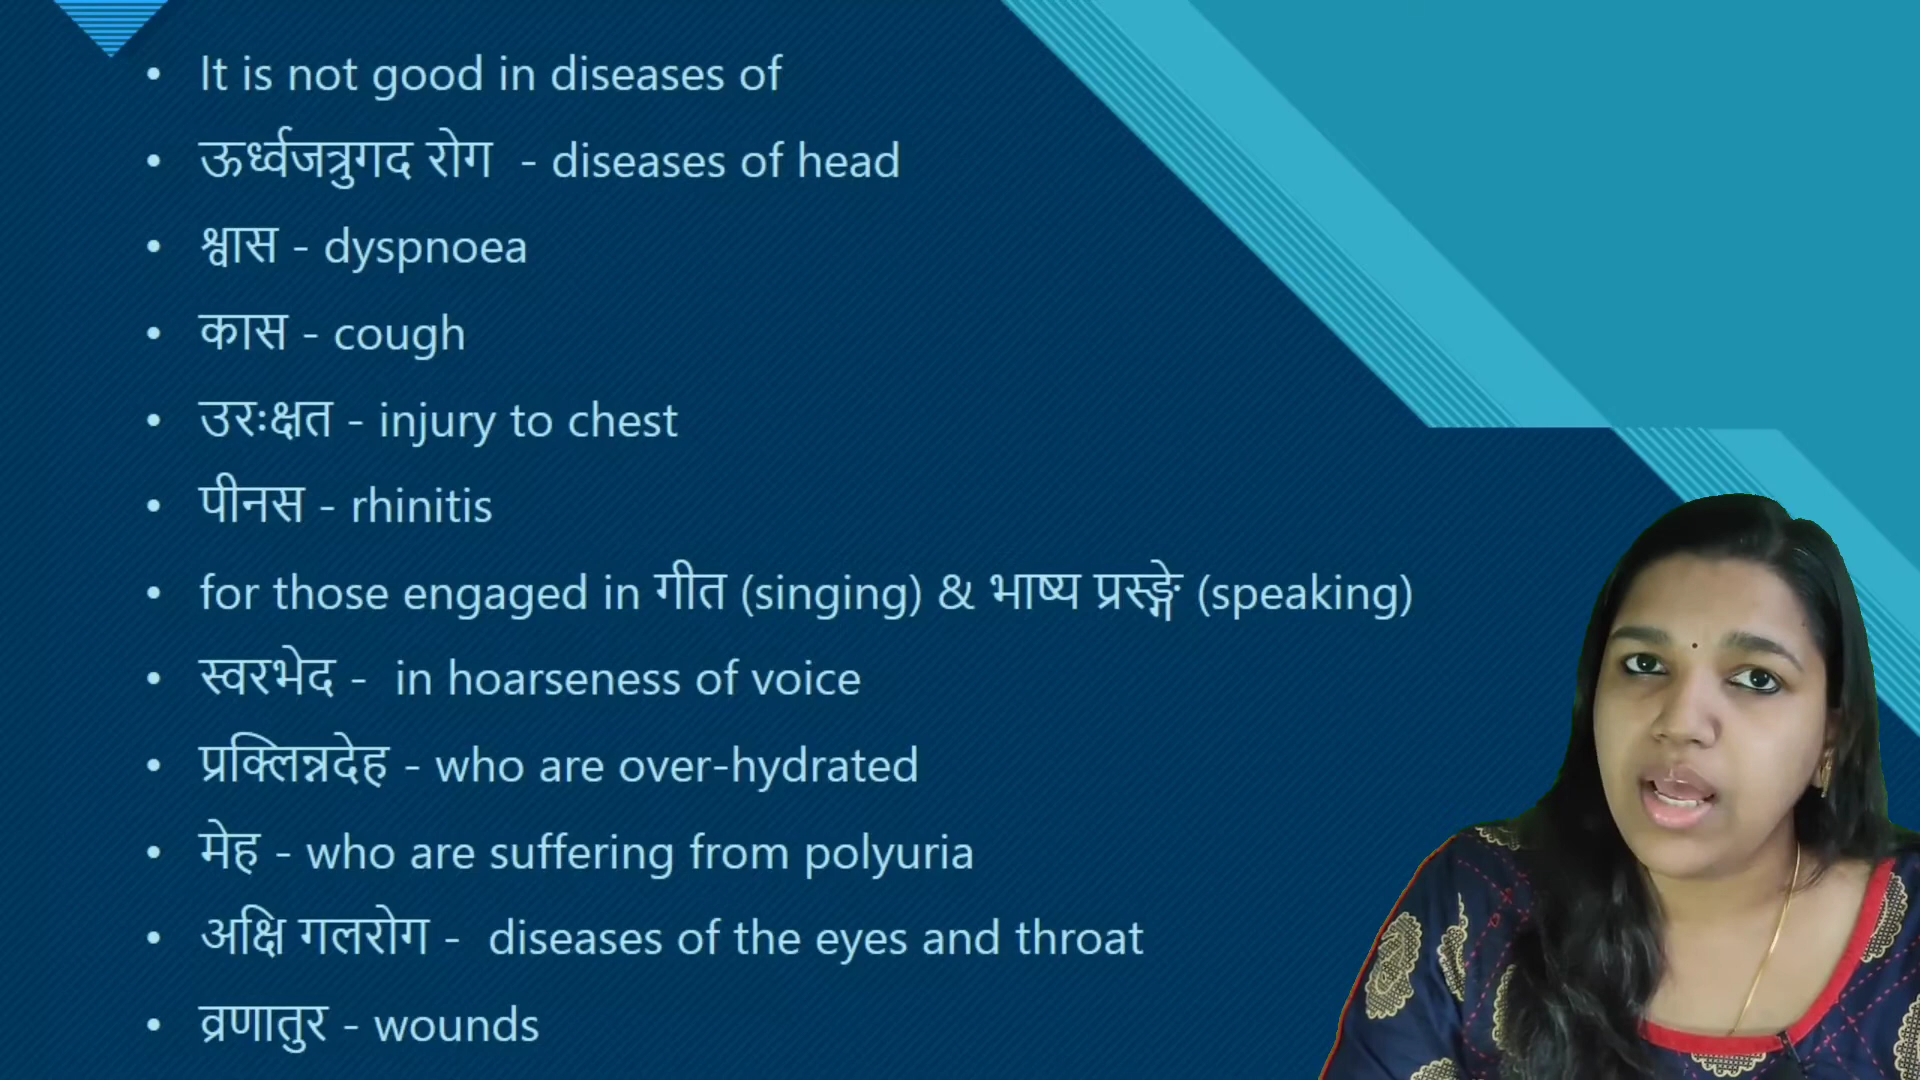 • It is not good in diseases of
• ऊर्ध्वजत्रुगद रोग - diseases of head
• श्वास - dyspnoea
• कास - cough
• उरःक्षत - injury to chest
• पीनस - rhinitis
• for those engaged in गीत (singing) & भाष्य प्रस्ङ्गे (speaking)
• स्वरभेद - in hoarseness of voice
• प्रक्लिन्नदेह - who are over-hydrated
• मेह - who are suffering from polyuria
• अक्षि गलरोग - diseases of the eyes and throat
• व्रणातुर - wounds